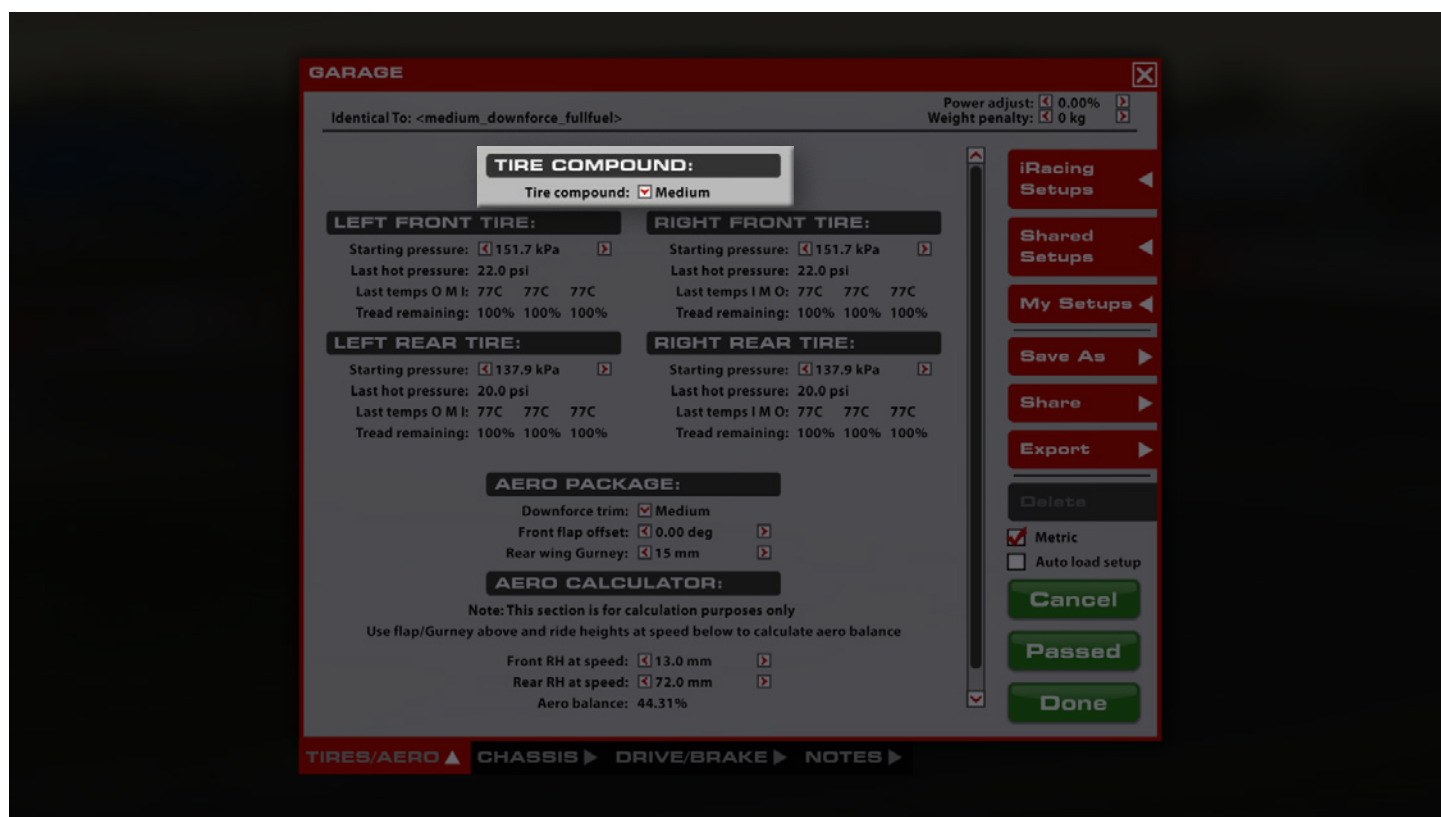 GARAGE
Identical To: <medium_downforce_fullfuel>
Power adjust: 0.00%
Weight penalty: 0 kg
TIRE COMPOUND:
Tire compound: Medium
LEFT FRONT TIRE:
Starting pressure: 151.7 kPa
Last hot pressure: 22.0 psi
Last temps O M I: 77C 77C 77C
Tread remaining: 100% 100% 100%
RIGHT FRONT TIRE:
Starting pressure: 151.7 kPa
Last hot pressure: 22.0 psi
Last temps I M O: 77C 77C 77C
Tread remaining: 100% 100% 100%
LEFT REAR TIRE:
Starting pressure: 137.9 kPa
Last hot pressure: 20.0 psi
Last temps O M I: 77C 77C 77C
Tread remaining: 100% 100% 100%
RIGHT REAR TIRE:
Starting pressure: 137.9 kPa
Last hot pressure: 20.0 psi
Last temps I M O: 77C 77C 77C
Tread remaining: 100% 100% 100%
AERO PACKAGE:
Downforce trim: Medium
Front flap offset: 0.00 deg
Rear wing Gurney: 15 mm
AERO CALCULATOR:
Note: This section is for calculation purposes only
Use flap/Gurney above and ride heights at speed below to calculate aero balance
Front RH at speed: 13.0 mm
Rear RH at speed: 72.0 mm
Aero balance: 44.31%
iRacing
Setups
Shared
Setups
My Setups
Save As
Share
Export
Delete
Metric
Auto load setup
Cancel
Passed
Done
TIRES/AERO CHASSIS DRIVE/BRAKE NOTES